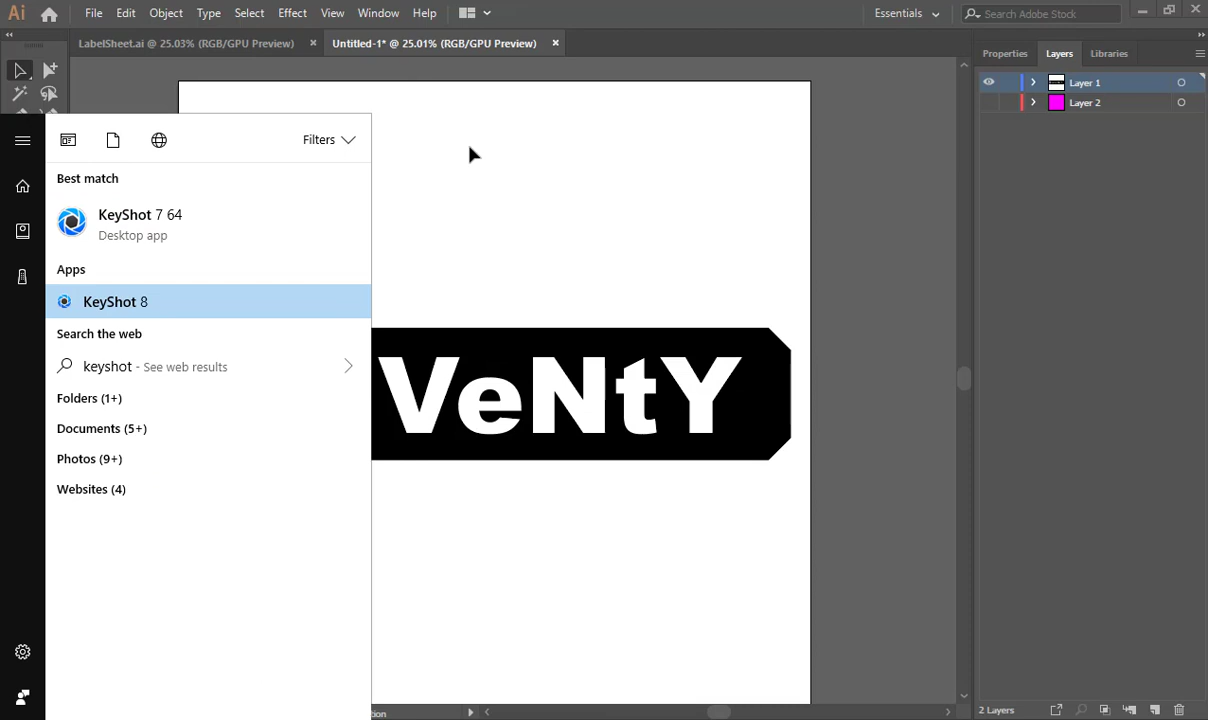 Ai File Edit Object Type Select Effect View Window Help Essentials Search Adobe Stock
LabelSheet.ai @ 25.03% (RGB/GPU Preview) Untitled-1* @ 25.01% (RGB/GPU Preview)
Properties Layers Libraries
Layer 1
Layer 2
Filters
Best match
KeyShot 7 64
Desktop app
Apps
KeyShot 8
Search the web
keyshot - See web results
Folders (1+)
Documents (5+)
Photos (9+)
Websites (4)
VeNtY
2 Layers